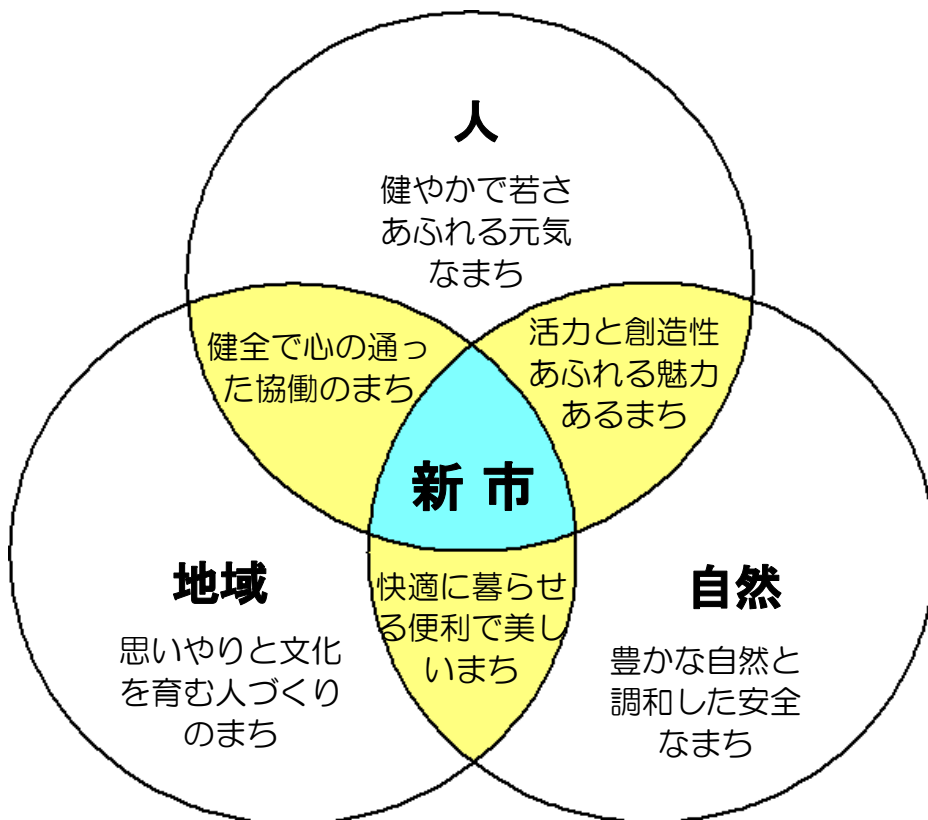 人
健やかで若さ
あふれる元気
なまち
健全で心の通っ
た協働のまち
活力と創造性
あふれる魅力
あるまち
新 市
地域
思いやりと文化
を育む人づくり
のまち
快適に暮らせ
る便利で美し
いまち
自然
豊かな自然と
調和した安全
なまち